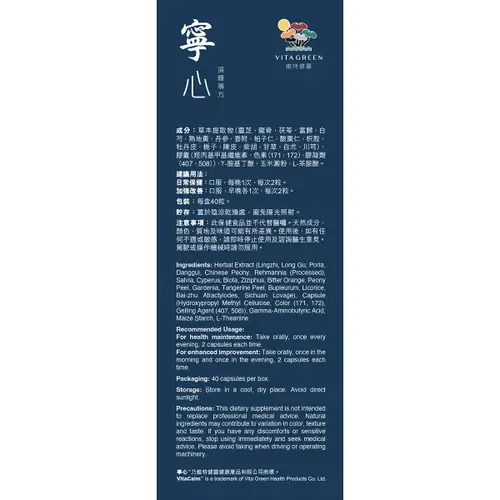 寧心
VITA GREEN
維特健靈
成分：草本提取物 (靈芝, 龍骨, 茯苓, 當歸, 白
芍, 熟地黃, 丹參, 香附, 柏子仁, 酸棗仁, 枳殼,
牡丹皮, 梔子, 陳皮, 柴胡, 甘草, 白朮, 川芎)、
膠囊 (羥丙基甲基纖維素, 色素 (171, 172), 膠凝劑
(407, 508))、Y-胺基丁酸、玉米澱粉、L-茶胺酸。
建議用法：
日常保健：口服，每晚1次，每次2粒。
加強改善：口服，早晚各1次，每次2粒。
包裝：每盒40粒。
貯存：置於陰涼乾燥處，避免陽光照射。
注意事項：此保健食品並不代替醫囑。天然成分，
顏色、質地及味道可能有所差異。使用後，如有任
何不適或敏感，請即時停止使用及諮詢醫生意見。
駕駛或操作機械時請勿服用。
Ingredients: Herbal Extract (Lingzhi, Long Gu, Poria,
Danggui, Chinese Peony, Rehmannia (Processed),
Salvia, Cyperus, Biota, Ziziphus, Bitter Orange, Peony
Peel, Gardenia, Tangerine Peel, Bupleurum, Licorice,
Bai-zhu Atractylodes, Sichuan Lovage), Capsule
(Hydroxypropyl Methyl Cellulose, Color (171, 172),
Gelling Agent (407, 508)), Gamma-Aminobutyric Acid,
Maize Starch, L-Theanine.
Recommended Usage:
For health maintenance: Take orally, once every
evening, 2 capsules each time.
For enhanced improvement: Take orally, once in the
morning and once in the evening, 2 capsules each
time.
Packaging: 40 capsules per box.
Storage: Store in a cool, dry place. Avoid direct
sunlight.
Precautions: This dietary supplement is not intended
to replace professional medical advice. Natural
ingredients may contribute to variation in color, texture
and taste. If you have any discomforts or sensitive
reactions, stop using immediately and seek medical
advice. Please avoid taking when driving or operating
machinery.
寧心™乃維特健靈健康產品有限公司商標。
VitaCalm™ is a trademark of Vita Green Health Products Co. Ltd.